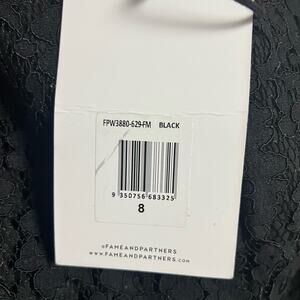 FPW3880-629-FM BLACK
9 350756 683325
8
@FAMEANDPARTNERS
WWW.FAMEANDPARTNERS.COM